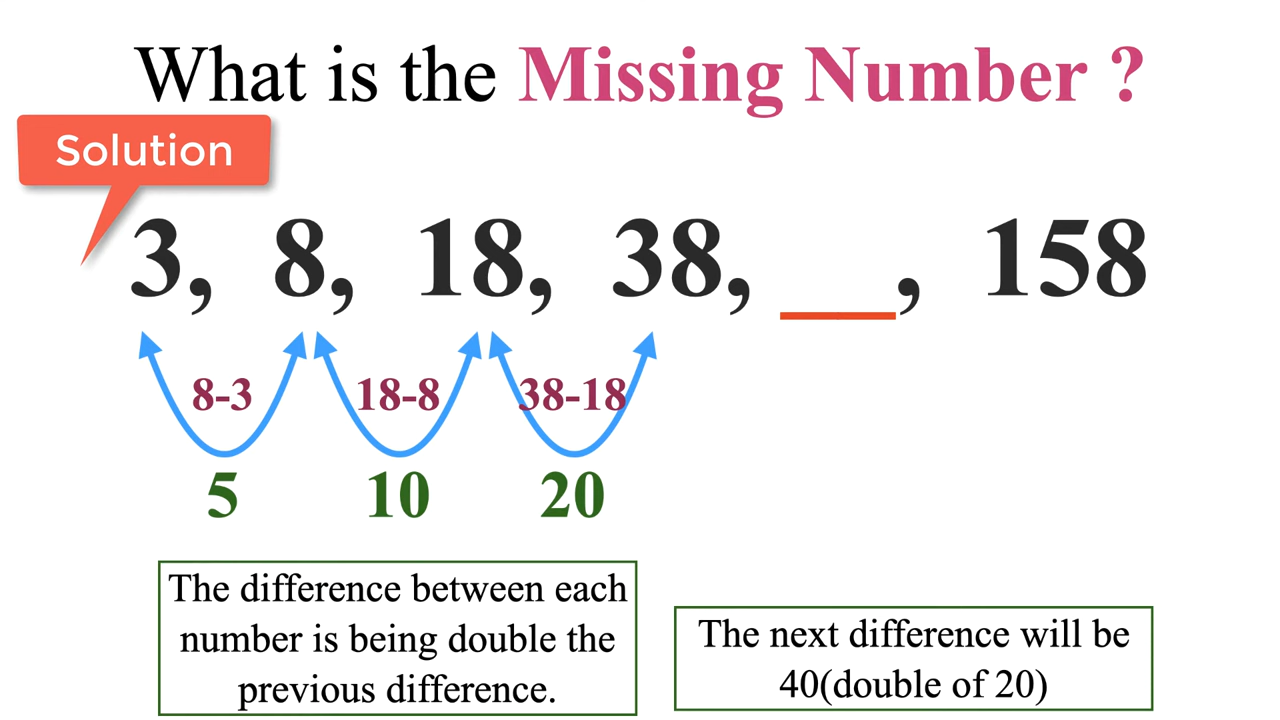 What is the Missing Number ?
Solution
3, 8, 18, 38, __, 158
8-3 18-8 38-18
5 10 20
The difference between each
number is being double the
previous difference.
The next difference will be
40(double of 20)